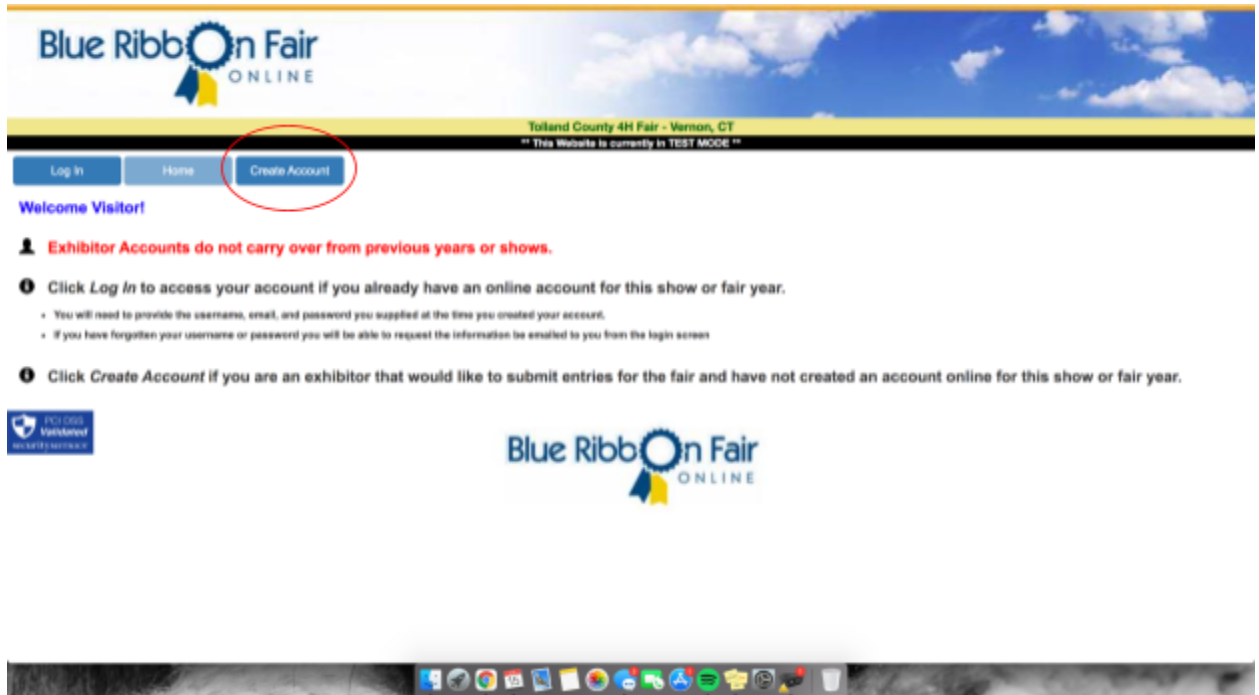 Blue Ribbon Fair
ONLINE
Tolland County 4H Fair - Vernon, CT
** This Website is currently in TEST MODE **
Log In
Home
Create Account
Welcome Visitor!
Exhibitor Accounts do not carry over from previous years or shows.
Click Log In to access your account if you already have an online account for this show or fair year.
You will need to provide the username, email, and password you supplied at the time you created your account.
If you have forgotten your username or password you will be able to request the information be emailed to you from the login screen
Click Create Account if you are an exhibitor that would like to submit entries for the fair and have not created an account online for this show or fair year.
PCI DSS
Validated
Blue Ribbon Fair
ONLINE